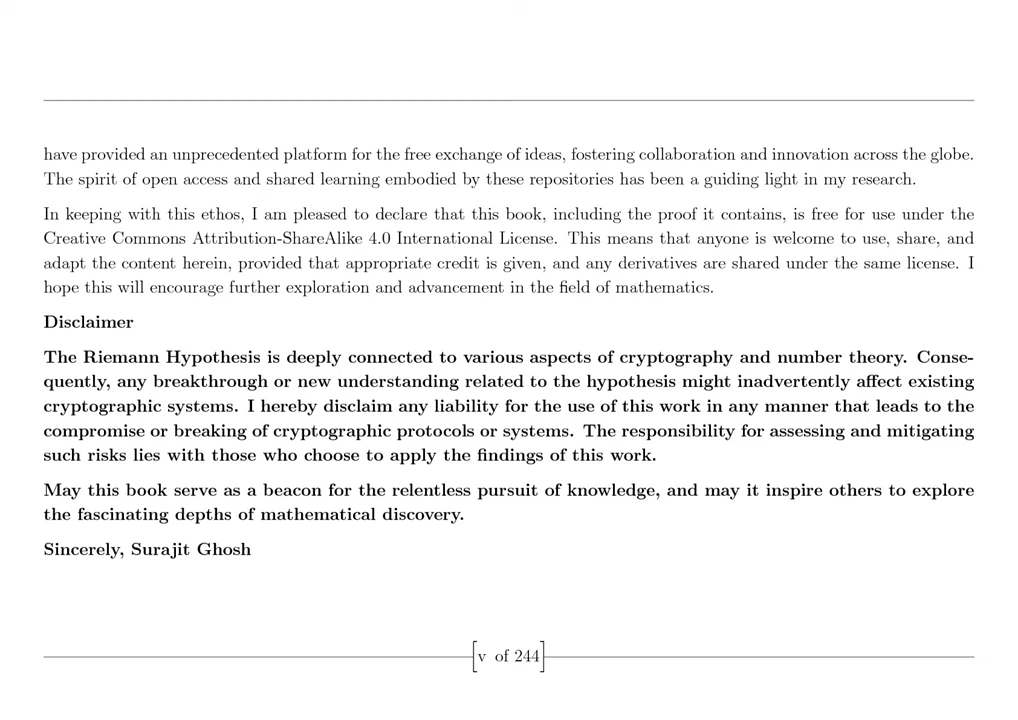 have provided an unprecedented platform for the free exchange of ideas, fostering collaboration and innovation across the globe.
The spirit of open access and shared learning embodied by these repositories has been a guiding light in my research.
In keeping with this ethos, I am pleased to declare that this book, including the proof it contains, is free for use under the
Creative Commons Attribution-ShareAlike 4.0 International License. This means that anyone is welcome to use, share, and
adapt the content herein, provided that appropriate credit is given, and any derivatives are shared under the same license. I
hope this will encourage further exploration and advancement in the field of mathematics.
Disclaimer
The Riemann Hypothesis is deeply connected to various aspects of cryptography and number theory. Conse-
quently, any breakthrough or new understanding related to the hypothesis might inadvertently affect existing
cryptographic systems. I hereby disclaim any liability for the use of this work in any manner that leads to the
compromise or breaking of cryptographic protocols or systems. The responsibility for assessing and mitigating
such risks lies with those who choose to apply the findings of this work.
May this book serve as a beacon for the relentless pursuit of knowledge, and may it inspire others to explore
the fascinating depths of mathematical discovery.
Sincerely, Surajit Ghosh
v of 244